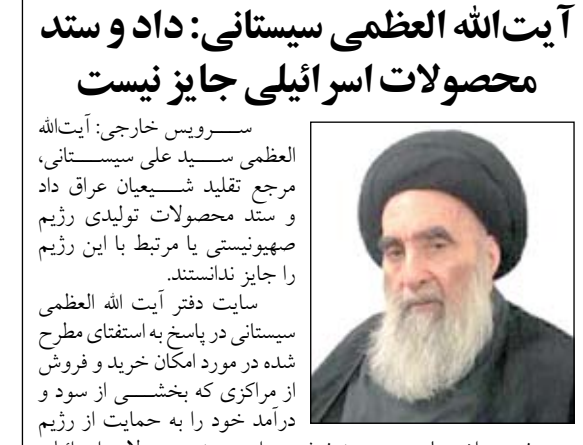 آیت‌الله العظمی سیستانی: داد و ستد
محصولات اسرائیلی جایز نیست
سرویس خارجی: آیت‌الله
العظمی سید علی سیستانی،
مرجع تقلید شیعیان عراق داد
و ستد محصولات تولیدی رژیم
صهیونیستی یا مرتبط با این رژیم
را جایز ندانستند.
سایت دفتر آیت الله العظمی
سیستانی در پاسخ به استفتای مطرح
شده در مورد امکان خرید و فروش
از مراکزی که بخشی از سود و
درآمد خود را به حمایت از رژیم